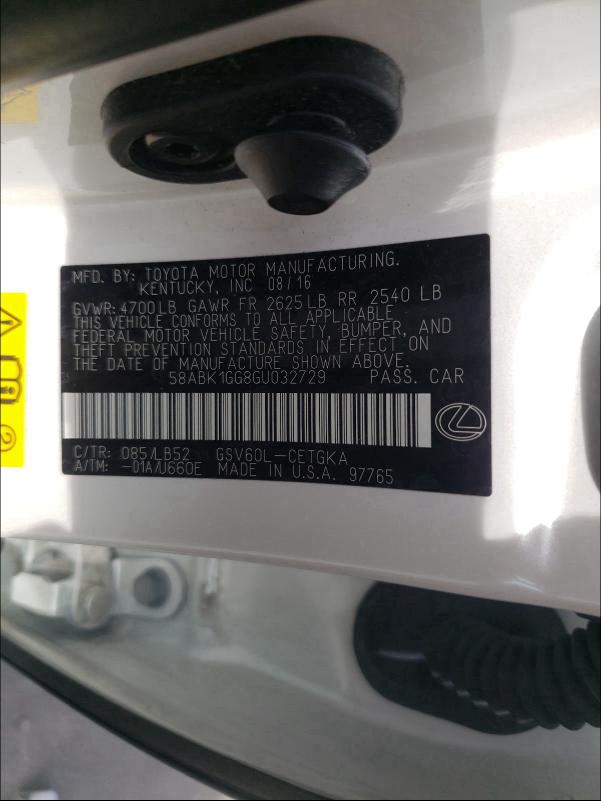 MFD. BY: TOYOTA MOTOR MANUFACTURING.
KENTUCKY, INC 08/16
GVWR: 4700LB GAWR FR 2625LB RR 2540 LB
THIS VEHICLE CONFORMS TO ALL APPLICABLE
FEDERAL MOTOR VEHICLE SAFETY, BUMPER, AND
THEFT PREVENTION STANDARDS IN EFFECT ON
THE DATE OF MANUFACTURE SHOWN ABOVE.
58ABK1GG8GU032729 PASS. CAR
C/TR: 085/LB52 GSV60L-CETGKA
A/TM: -01A/U660E MADE IN U.S.A. 97765